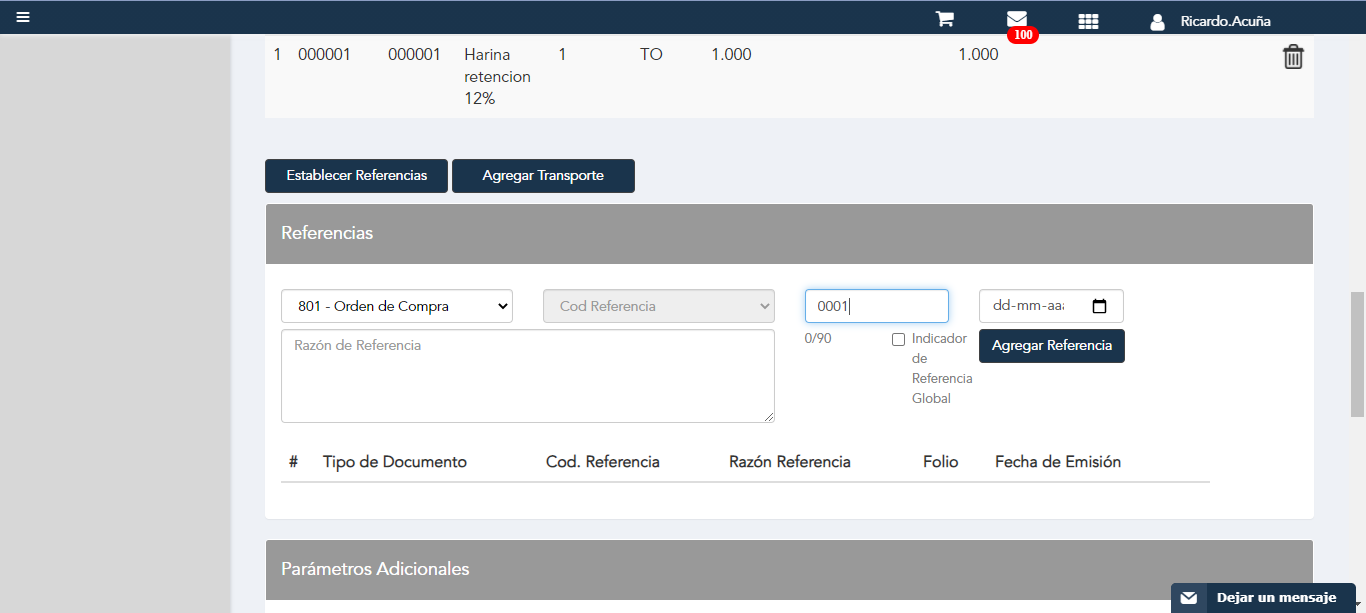 100
Ricardo.Acuña
1 000001 000001 Harina 1 TO 1.000 1.000
retencion
12%
Establecer Referencias Agregar Transporte
Referencias
801 - Orden de Compra Cod Referencia 0001 dd-mm-aaa
Razón de Referencia 0/90 Indicador Agregar Referencia
de
Referencia
Global
# Tipo de Documento Cod. Referencia Razón Referencia Folio Fecha de Emisión
Parámetros Adicionales
Dejar un mensaje